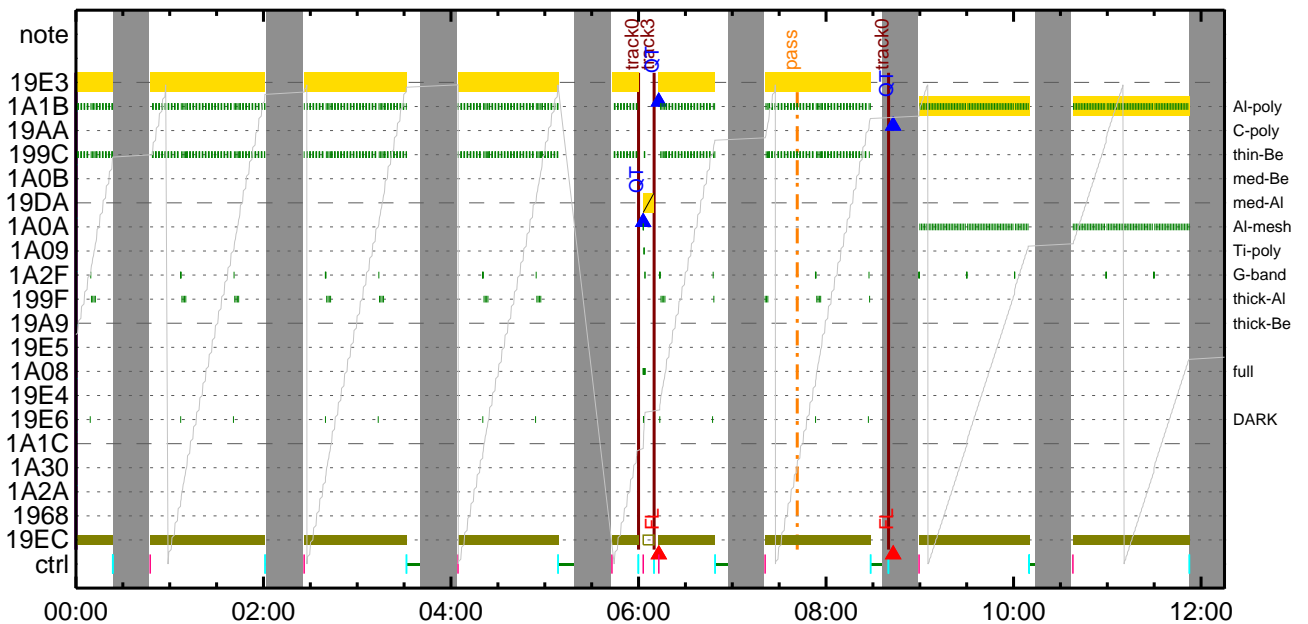 track0
track3
QT
pass
track0
QT
note
19E3
1A1B Al-poly
19AA C-poly
199C thin-Be
1A0B med-Be
QT
19DA med-Al
1A0A Al-mesh
1A09 Ti-poly
1A2F G-band
199F thick-Al
19A9 thick-Be
19E5
1A08 full
19E4
19E6 DARK
1A1C
1A30
1A2A
1968
FL
FL
19EC
ctrl
00:00 02:00 04:00 06:00 08:00 10:00 12:00